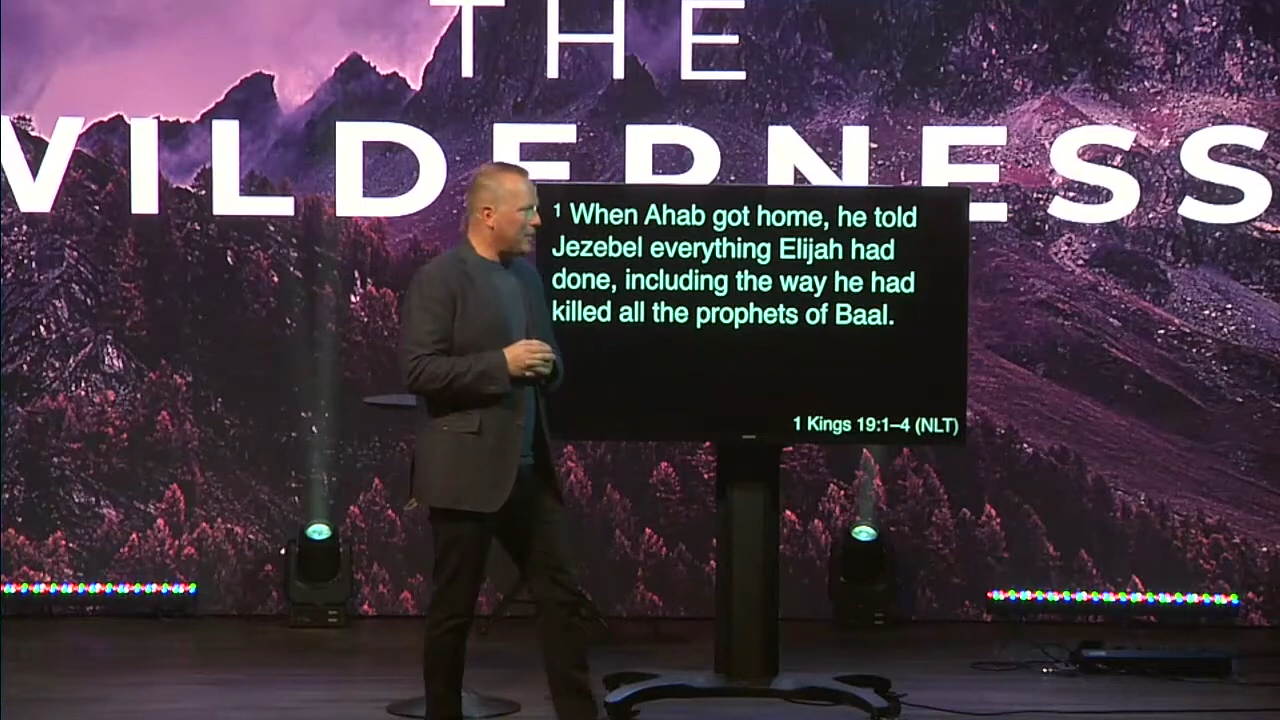 THE
WILDERNESS
1 When Ahab got home, he told
Jezebel everything Elijah had
done, including the way he had
killed all the prophets of Baal.
1 Kings 19:1–4 (NLT)